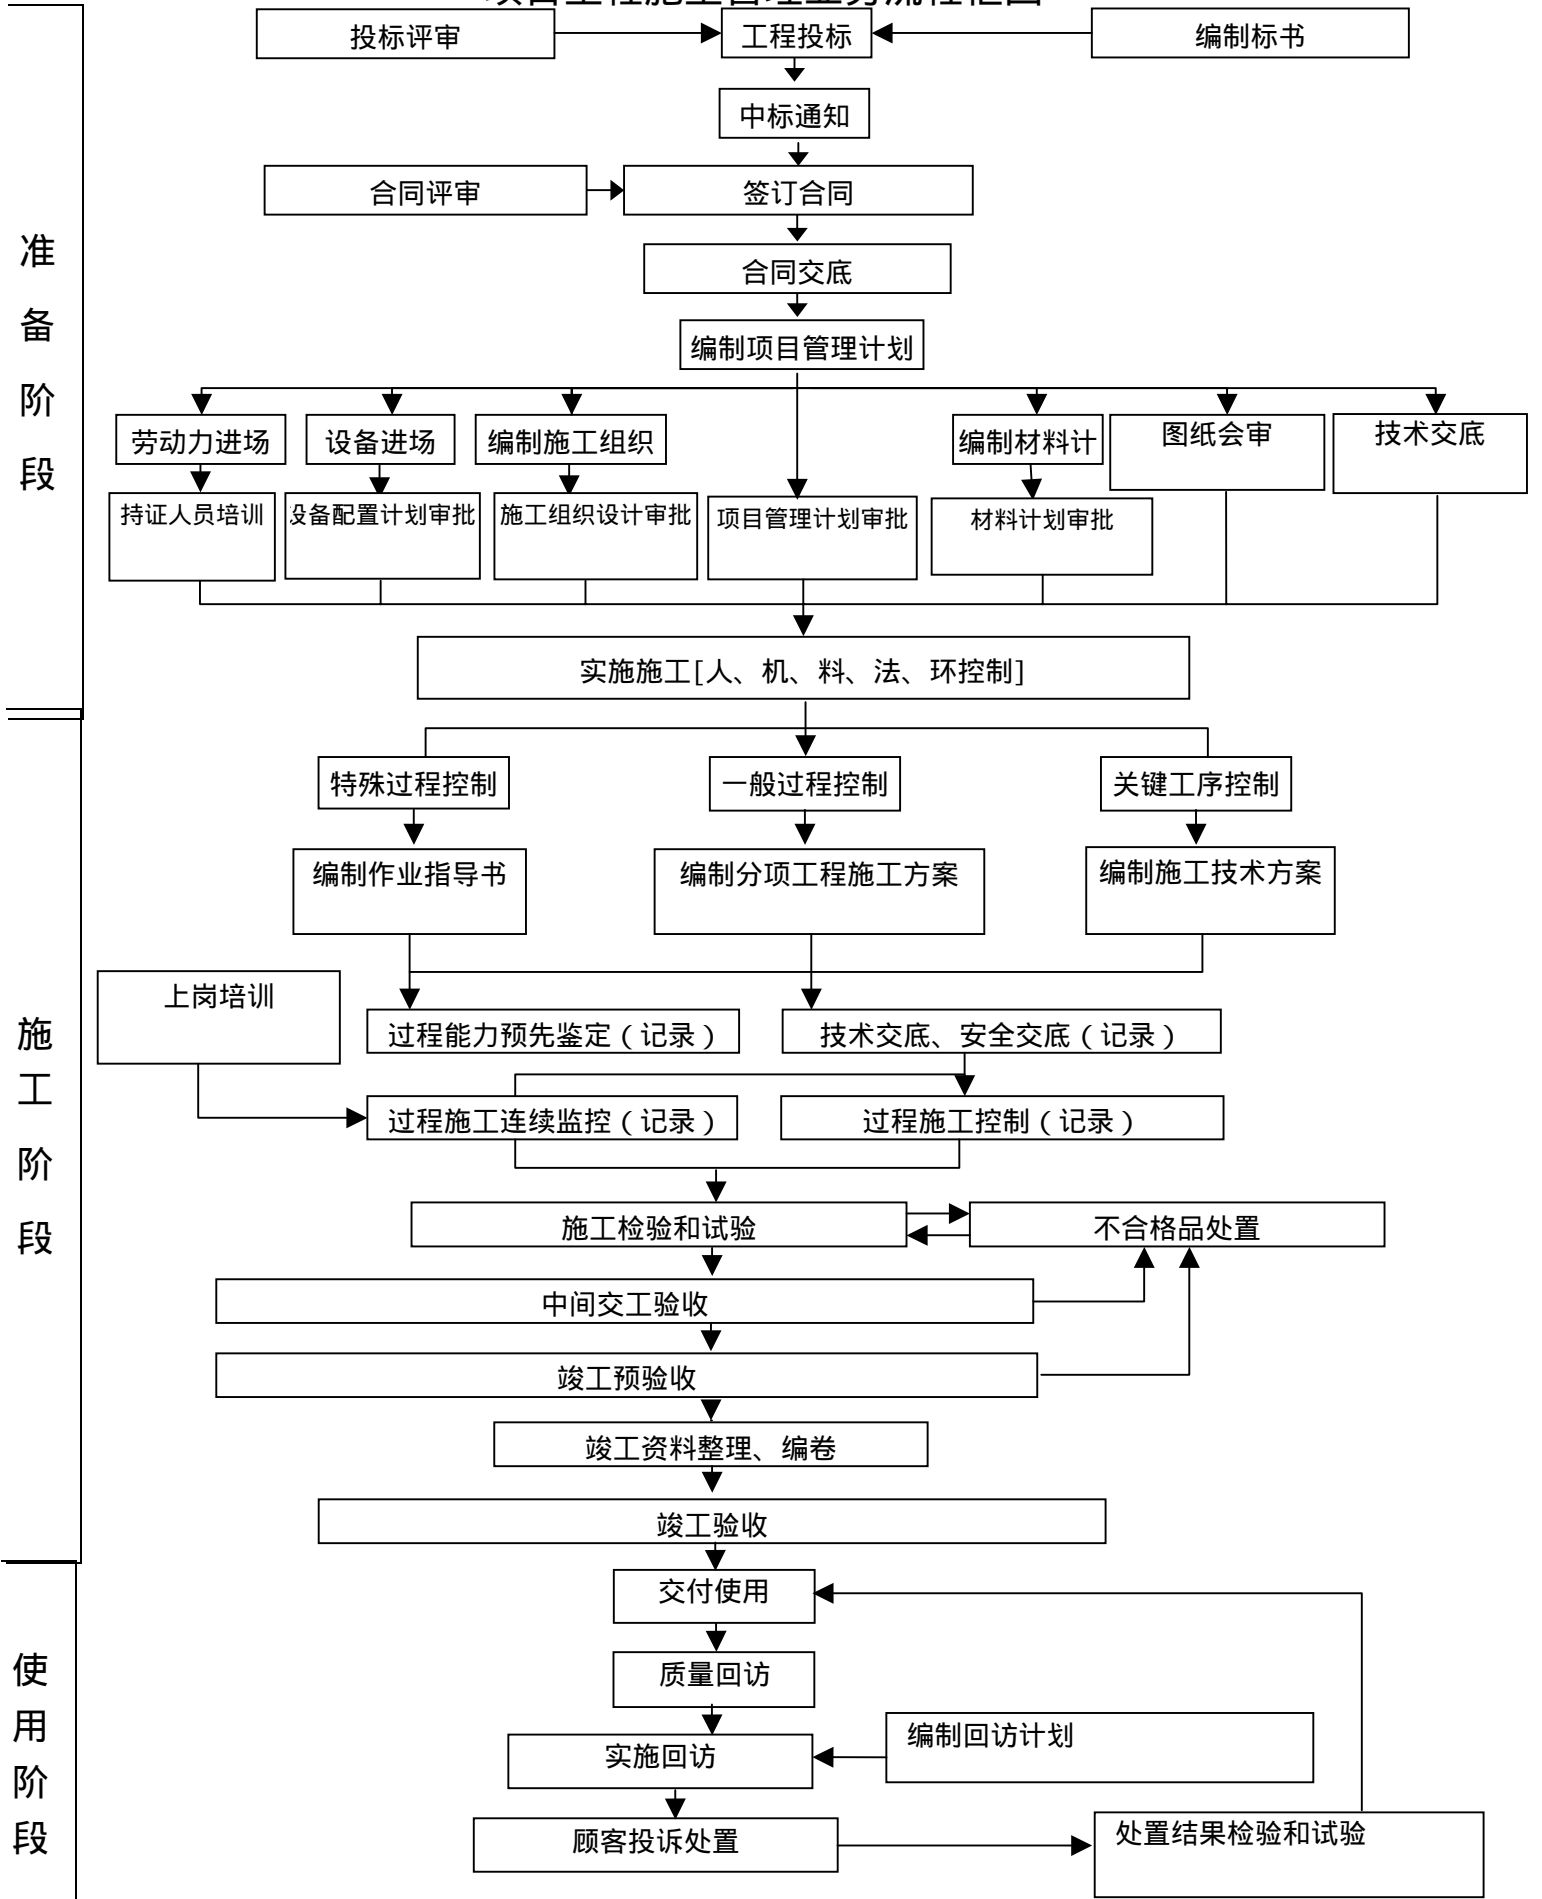 投标评审
工程投标
编制标书
中标通知
合同评审
签订合同
合同交底
编制项目管理计划
准备阶段
劳动力进场
设备进场
编制施工组织
编制材料计
图纸会审
技术交底
持证人员培训
设备配置计划审批
施工组织设计审批
项目管理计划审批
材料计划审批
实施施工[人、机、料、法、环控制]
特殊过程控制
一般过程控制
关键工序控制
编制作业指导书
编制分项工程施工方案
编制施工技术方案
施工阶段
上岗培训
过程能力预先鉴定（记录）
技术交底、安全交底（记录）
过程施工连续监控（记录）
过程施工控制（记录）
施工检验和试验
不合格品处置
中间交工验收
竣工预验收
竣工资料整理、编卷
竣工验收
使用阶段
交付使用
质量回访
编制回访计划
实施回访
顾客投诉处置
处置结果检验和试验